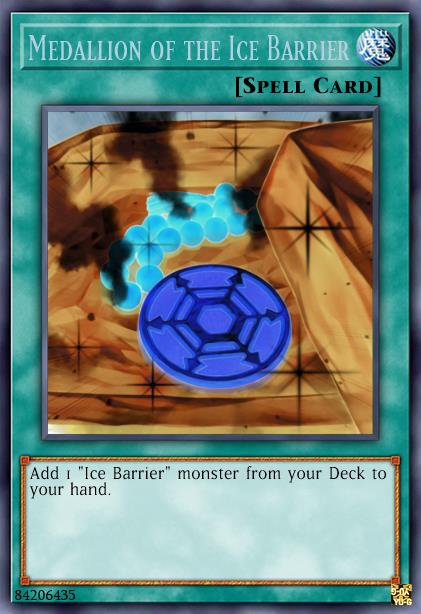 Medallion of the Ice Barrier 魔
[Spell Card]
Add 1 "Ice Barrier" monster from your Deck to
your hand.
84206435